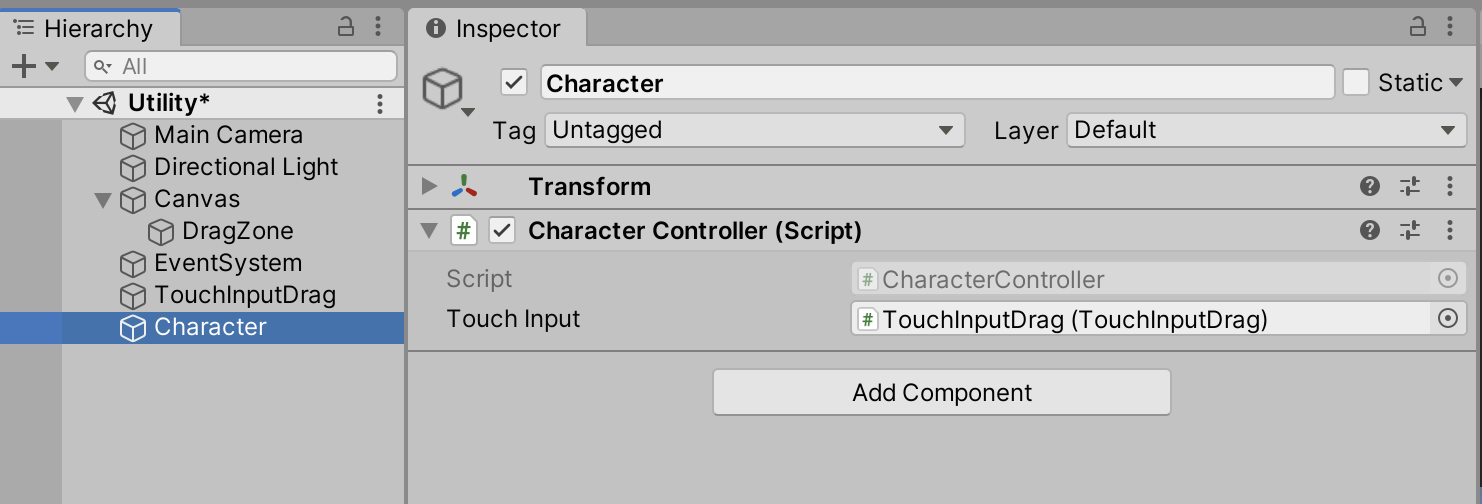 Hierarchy
All
Utility*
Main Camera
Directional Light
Canvas
DragZone
EventSystem
TouchInputDrag
Character
Inspector
Character
Static
Tag Untagged Layer Default
Transform
# Character Controller (Script)
Script # CharacterController
Touch Input # TouchInputDrag (TouchInputDrag)
Add Component